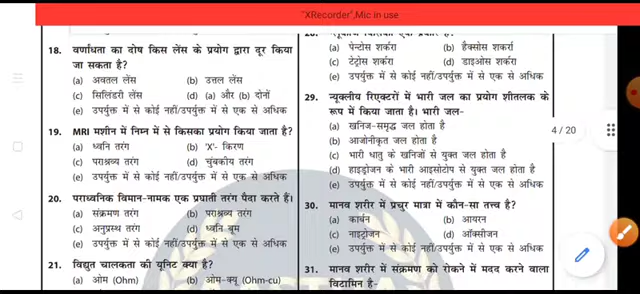 "XRecorder",Mic in use
18. वर्णांधता का दोष किस लेंस के प्रयोग द्वारा दूर किया
जा सकता है?
(a) अवतल लेंस (b) उत्तल लेंस
(c) सिलिंडरी लेंस (d) (a) और (b) दोनों
(e) उपर्युक्त में से कोई नहीं/उपर्युक्त में से एक से अधिक
19. MRI मशीन में निम्न में से किसका प्रयोग किया जाता है?
(a) ध्वनि तरंग (b) 'X'- किरण
(c) पराश्रव्य तरंग (d) चुंबकीय तरंग
(e) उपर्युक्त में से कोई नहीं/उपर्युक्त में से एक से अधिक
20. पराध्वनिक विमान-नामक एक प्रघाती तरंग पैदा करते हैं।
(a) संक्रमण तरंग (b) पराश्रव्य तरंग
(c) अनुप्रस्थ तरंग (d) ध्वनि बूम
(e) उपर्युक्त में से कोई नहीं/उपर्युक्त में से एक से अधिक
21. विद्युत चालकता की यूनिट क्या है?
(a) ओम (Ohm) (b) ओम-क्यू (Ohm-cu)
(a) पेन्टोस शर्करा (b) हैक्सोस शर्करा
(c) टेट्रोस शर्करा (d) डाइओस शर्करा
(e) उपर्युक्त में से कोई नहीं/उपर्युक्त में से एक से अधिक
29. न्यूक्लीय रिएक्टरों में भारी जल का प्रयोग शीतलक के
रूप में किया जाता है। भारी जल-
(a) खनिज-समृद्ध जल होता है
(b) आजोनीकृत जल होता है
(c) भारी धातु के खनिजों से युक्त जल होता है
(d) हाइड्रोजन के भारी आइसोटोप से युक्त जल होता है
(e) उपर्युक्त में से कोई नहीं/उपर्युक्त में से एक से अधिक
30. मानव शरीर में प्रचुर मात्रा में कौन-सा तत्त्व है?
(a) कार्बन (b) आयरन
(c) नाइट्रोजन (d) ऑक्सीजन
(e) उपर्युक्त में से कोई नहीं/उपर्युक्त में से एक से अधिक
31. मानव शरीर में संक्रमण को रोकने में मदद करने वाला
विटामिन है-
4 / 20